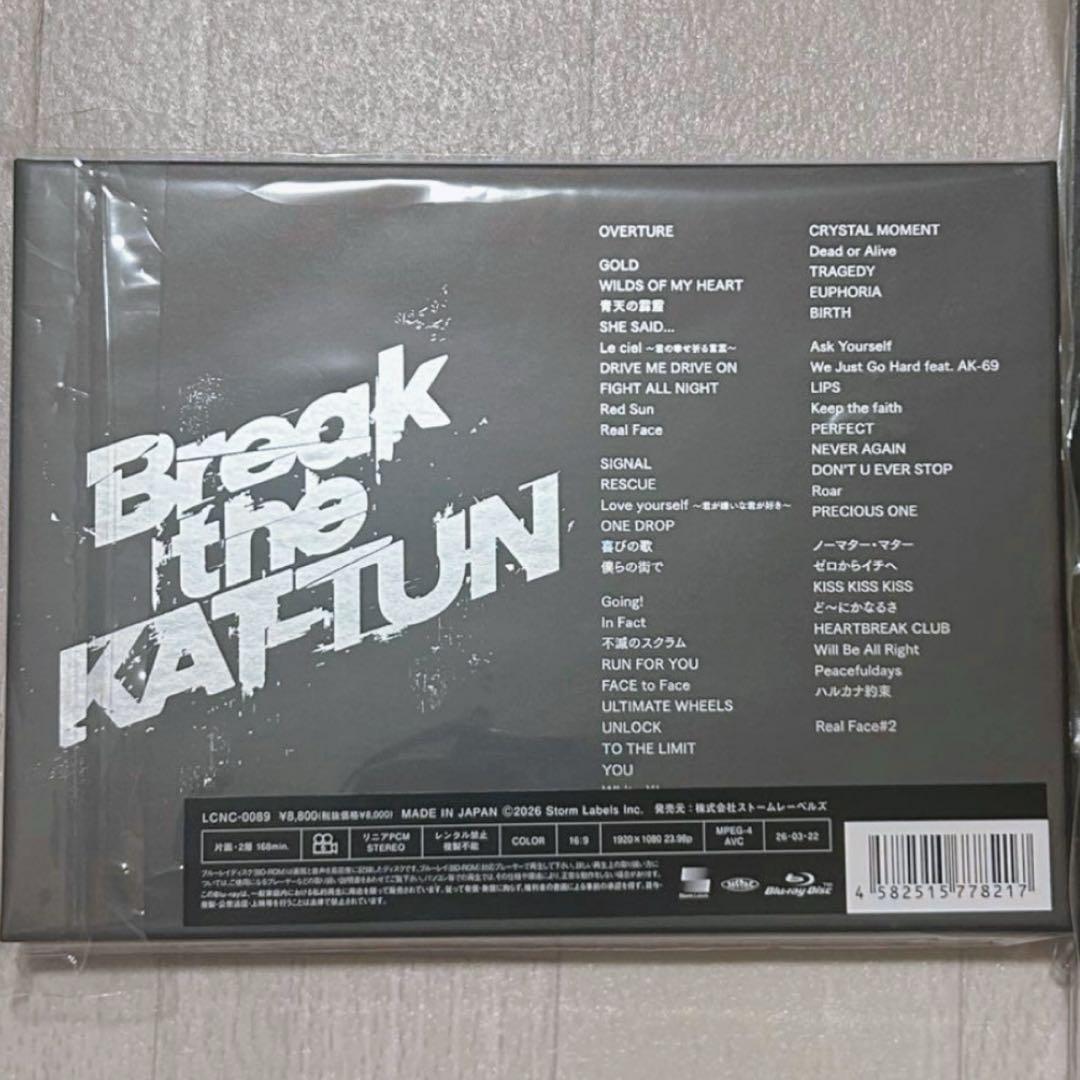 Break
the
KAT-TUN
OVERTURE
GOLD
WILDS OF MY HEART
青天の霹靂
SHE SAID...
Le ciel ～君の幸せ祈る言葉～
DRIVE ME DRIVE ON
FIGHT ALL NIGHT
Red Sun
Real Face
SIGNAL
RESCUE
Love yourself ～君が嫌いな君が好き～
ONE DROP
喜びの歌
僕らの街で
Going!
In Fact
不滅のスクラム
RUN FOR YOU
FACE to Face
ULTIMATE WHEELS
UNLOCK
TO THE LIMIT
YOU
CRYSTAL MOMENT
Dead or Alive
TRAGEDY
EUPHORIA
BIRTH
Ask Yourself
We Just Go Hard feat. AK-69
LIPS
Keep the faith
PERFECT
NEVER AGAIN
DON'T U EVER STOP
Roar
PRECIOUS ONE
ノーマター・マター
ゼロからイチへ
KISS KISS KISS
ど～にかなるさ
HEARTBREAK CLUB
Will Be All Right
Peacefuldays
ハルカナ約束
Real Face#2
LCNC-0089 ¥8,800(税抜価格¥8,000) MADE IN JAPAN ©2026 Storm Labels Inc. 発売元：株式会社ストームレーベルズ
片面・2層 168min.
リニアPCM
STEREO
レンタル禁止
複製不能
COLOR
16:9
1920×1080 23.98p
MPEG-4
AVC
26-03-22
Blu-ray Disc
4 582515 778217